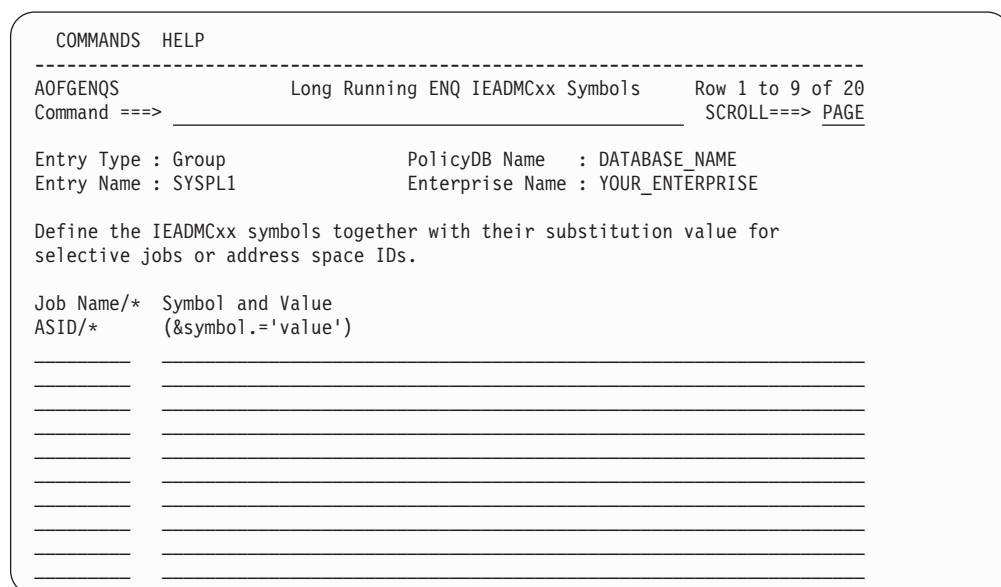 COMMANDS HELP
-------------------------------------------------------------------------------
AOFGENQS Long Running ENQ IEADMCxx Symbols Row 1 to 9 of 20
Command ===> ________________________________________________ SCROLL===> PAGE
Entry Type : Group PolicyDB Name : DATABASE_NAME
Entry Name : SYSPL1 Enterprise Name : YOUR_ENTERPRISE
Define the IEADMCxx symbols together with their substitution value for
selective jobs or address space IDs.
Job Name/* Symbol and Value
ASID/* (&symbol.='value')